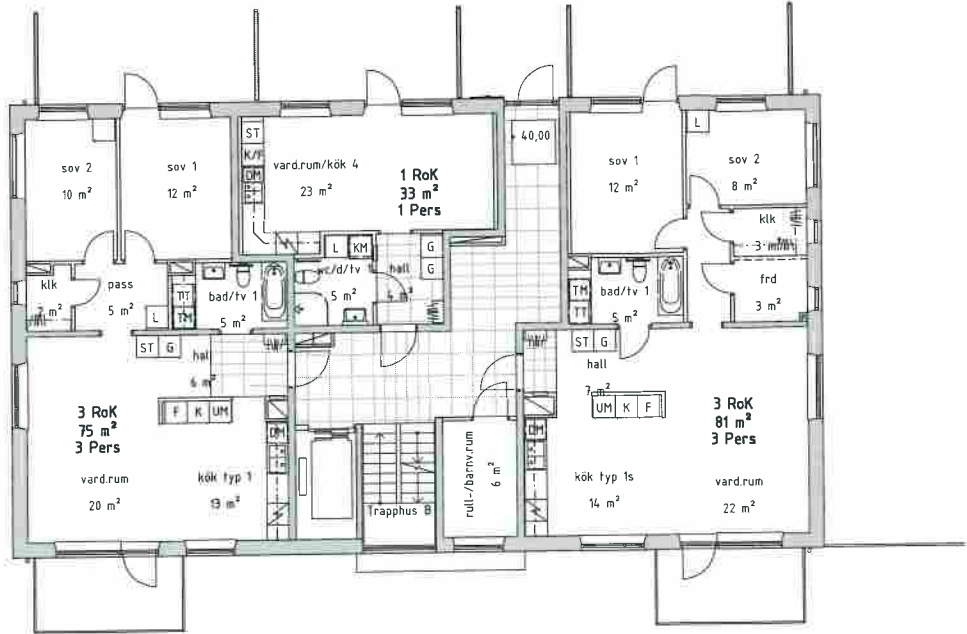 sov 2
10 m²
sov 1
12 m²
ST
K/F
DM
vard.rum/kök 4
23 m²
1 RoK
33 m²
1 Pers
40,00
sov 1
12 m²
L
sov 2
8 m²
klk
3 m²
frd
3 m²
klk
2 m²
pass
5 m²
L
TT
TM
bad/tv 1
5 m²
L
KM
wc/d/tv 1
5 m²
hall
4 m²
G
G
TM
TT
bad/tv 1
5 m²
ST
G
hall
6 m²
F
K
UM
3 RoK
75 m²
3 Pers
vard.rum
20 m²
kök typ 1
13 m²
DM
Trapphus B
rull-/barnv.rum
6 m²
ST
G
hall
7 m²
UM
K
F
DM
kök typ 1s
14 m²
3 RoK
81 m²
3 Pers
vard.rum
22 m²